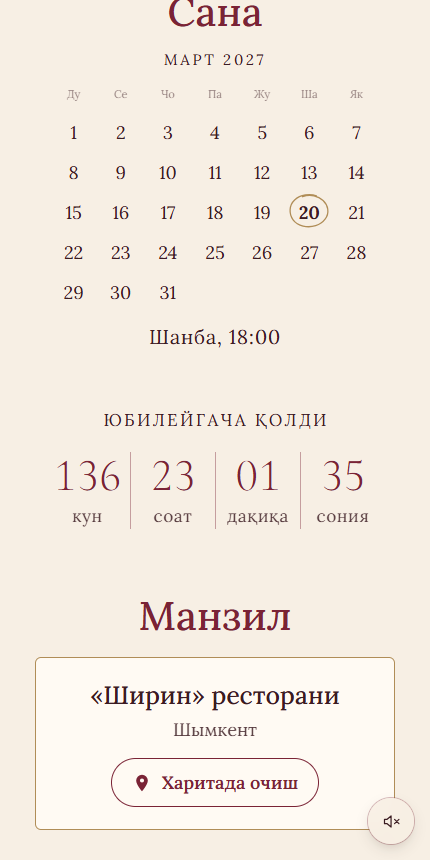 Сана
МАРТ 2027
Ду Се Чо Па Жу Ша Як
1 2 3 4 5 6 7
8 9 10 11 12 13 14
15 16 17 18 19 20 21
22 23 24 25 26 27 28
29 30 31
Шанба, 18:00
ЮБИЛЕЙГАЧА ҚОЛДИ
136 23 01 35
кун соат дақиқа сония
Манзил
«Ширин» ресторани
Шымкент
Харитада очиш